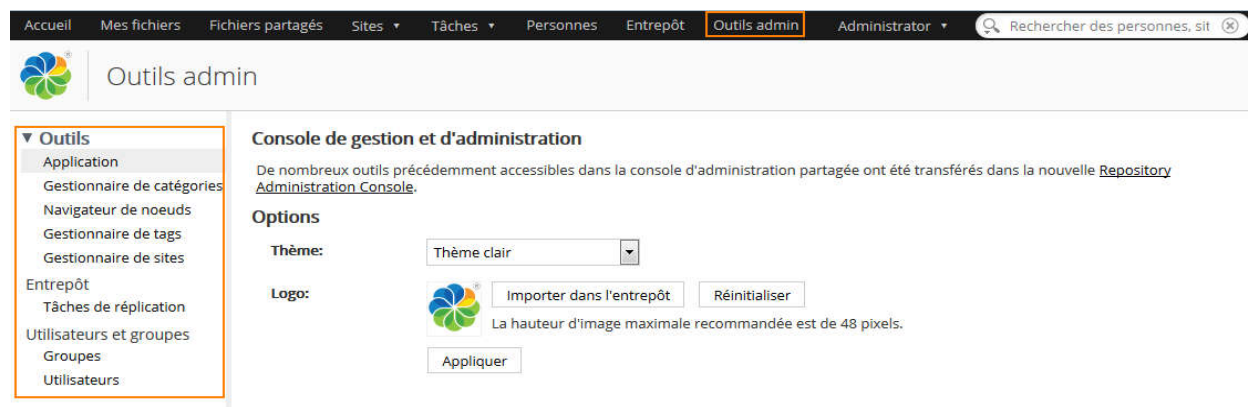 Accueil Mes fichiers Fichiers partagés Sites ▾ Tâches ▾ Personnes Entrepôt Outils admin Administrator ▾ Rechercher des personnes, sit
Outils admin
▼ Outils
Application
Gestionnaire de catégories
Navigateur de noeuds
Gestionnaire de tags
Gestionnaire de sites
Entrepôt
Tâches de réplication
Utilisateurs et groupes
Groupes
Utilisateurs
Console de gestion et d'administration
De nombreux outils précédemment accessibles dans la console d'administration partagée ont été transférés dans la nouvelle Repository
Administration Console.
Options
Thème: Thème clair
Logo: Importer dans l'entrepôt Réinitialiser
La hauteur d'image maximale recommandée est de 48 pixels.
Appliquer